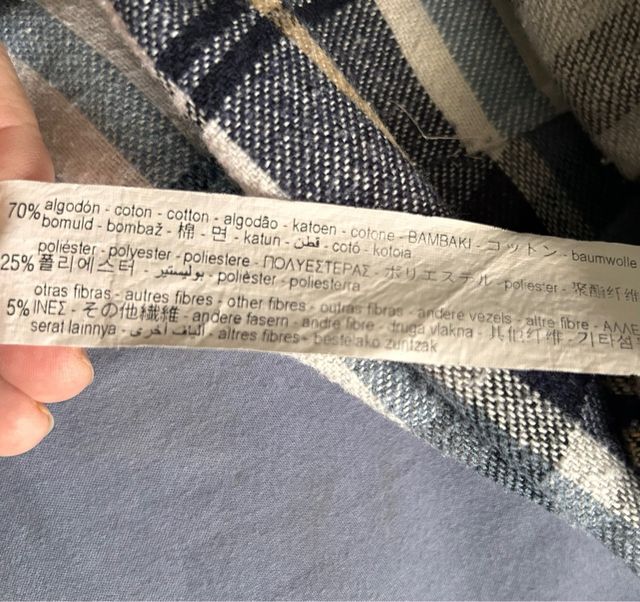 70% algodón - coton - cotton - algodão - katoen - cotone - ΒΑΜΒΑΚΙ - コットン - baumwolle
bomuld - bombaž - 棉 - 면 - katun - قطن - cotó - kotoia
poliéster - polyester - poliestere - ΠΟΛΥΕΣΤΕΡΑΣ - ポリエステル - poliester - 聚酯纤维
25% 폴리에스터 - بوليستير - polièster - poliesterra
otras fibras - autres fibres - other fibres - outras fibras - andere vezels - altre fibre - ΑΛΛΕΣ
5% ΙΝΕΣ - その他繊維 - andere fasern - andre fibre - druga vlakna - 其他纤维 - 기타섬
serat lainnya - ألياف أخرى - altres fibres - beste lako zuntzak